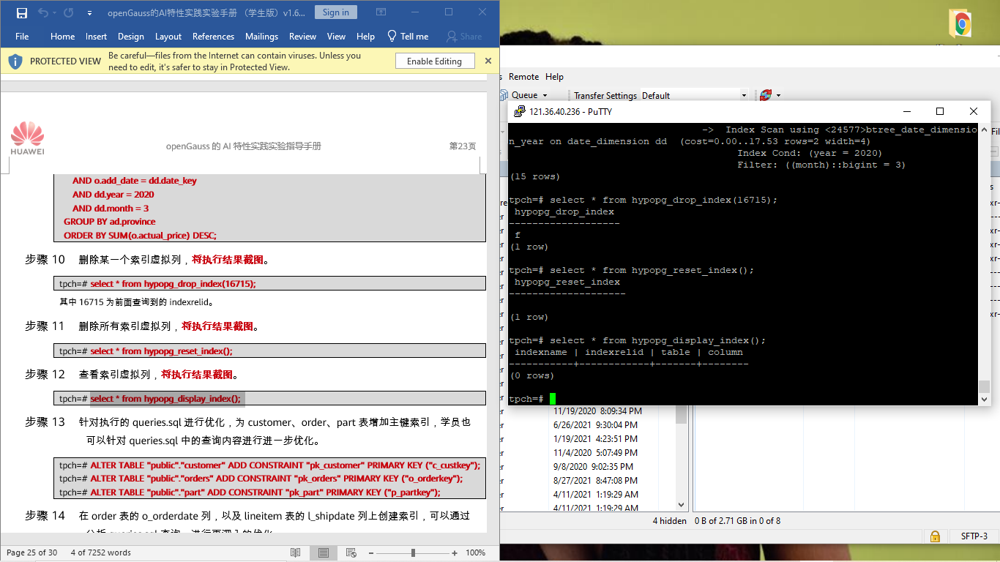 openGauss的AI特性实践实验手册 （学生版）v1.6...
Sign in
File Home Insert Design Layout References Mailings Review View Help Tell me Share
PROTECTED VIEW
Be careful—files from the Internet can contain viruses. Unless you
need to edit, it's safer to stay in Protected View.
Enable Editing
HUAWEI
openGauss 的 AI 特性实践实验指导手册
第23页
AND o.add_date = dd.date_key
AND dd.year = 2020
AND dd.month = 3
GROUP BY ad.province
ORDER BY SUM(o.actual_price) DESC;
步骤 10 删除某一个索引虚拟列，将执行结果截图。
tpch=# select * from hypopg_drop_index(16715);
其中 16715 为前面查询到的 indexrelid。
步骤 11 删除所有索引虚拟列，将执行结果截图。
tpch=# select * from hypopg_reset_index();
步骤 12 查看索引虚拟列，将执行结果截图。
tpch=# select * from hypopg_display_index();
步骤 13 针对执行的 queries.sql 进行优化，为 customer、order、part 表增加主键索引，学员也
可以针对 queries.sql 中的查询内容进行进一步优化。
tpch=# ALTER TABLE "public"."customer" ADD CONSTRAINT "pk_customer" PRIMARY KEY ("c_custkey");
tpch=# ALTER TABLE "public"."orders" ADD CONSTRAINT "pk_orders" PRIMARY KEY ("o_orderkey");
tpch=# ALTER TABLE "public"."part" ADD CONSTRAINT "pk_part" PRIMARY KEY ("p_partkey");
步骤 14 在 order 表的 o_orderdate 列，以及 lineitem 表的 l_shipdate 列上创建索引，可以通过
Page 25 of 30 4 of 7252 words
100%
Remote Help
Queue
Transfer Settings Default
121.36.40.236 - PuTTY
-> Index Scan using <24577>btree_date_dimensio
n_year on date_dimension dd (cost=0.00..17.53 rows=2 width=4)
Index Cond: (year = 2020)
Filter: ((month)::bigint = 3)
(15 rows)
tpch=# select * from hypopg_drop_index(16715);
hypopg_drop_index
-------------------
f
(1 row)
tpch=# select * from hypopg_reset_index();
hypopg_reset_index
--------------------
(1 row)
tpch=# select * from hypopg_display_index();
indexname | indexrelid | table | column
-----------+------------+-------+--------
(0 rows)
tpch=#
11/19/2020 8:09:34 PM
6/26/2021 9:30:04 PM
1/19/2021 4:23:51 PM
11/4/2020 5:07:49 PM
9/8/2020 9:02:35 PM
8/27/2021 8:47:08 PM
4/11/2021 1:19:29 AM
4/11/2021 1:19:29 AM
4 hidden
0 B of 2.71 GB in 0 of 8
SFTP-3